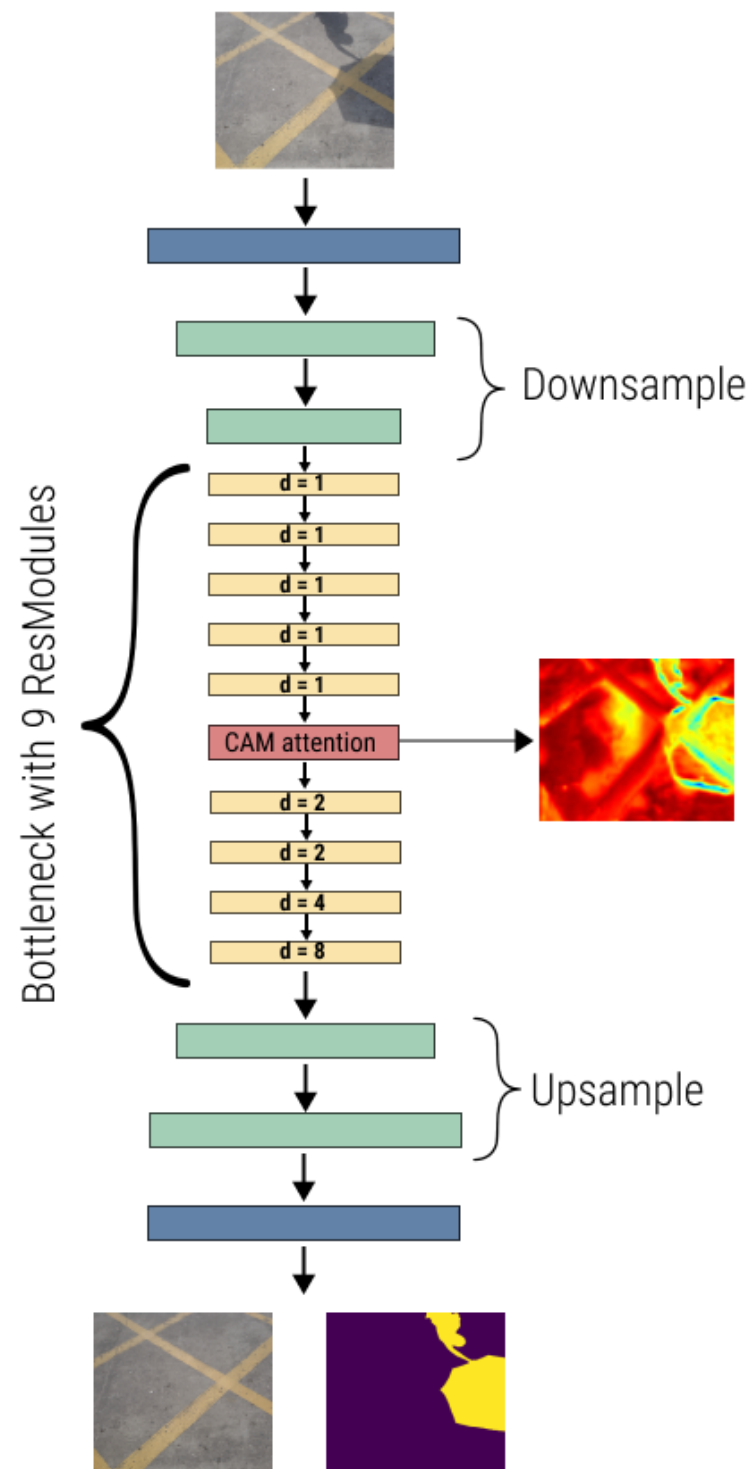 Downsample
Bottleneck with 9 ResModules
d = 1
d = 1
d = 1
d = 1
d = 1
CAM attention
d = 2
d = 2
d = 4
d = 8
Upsample